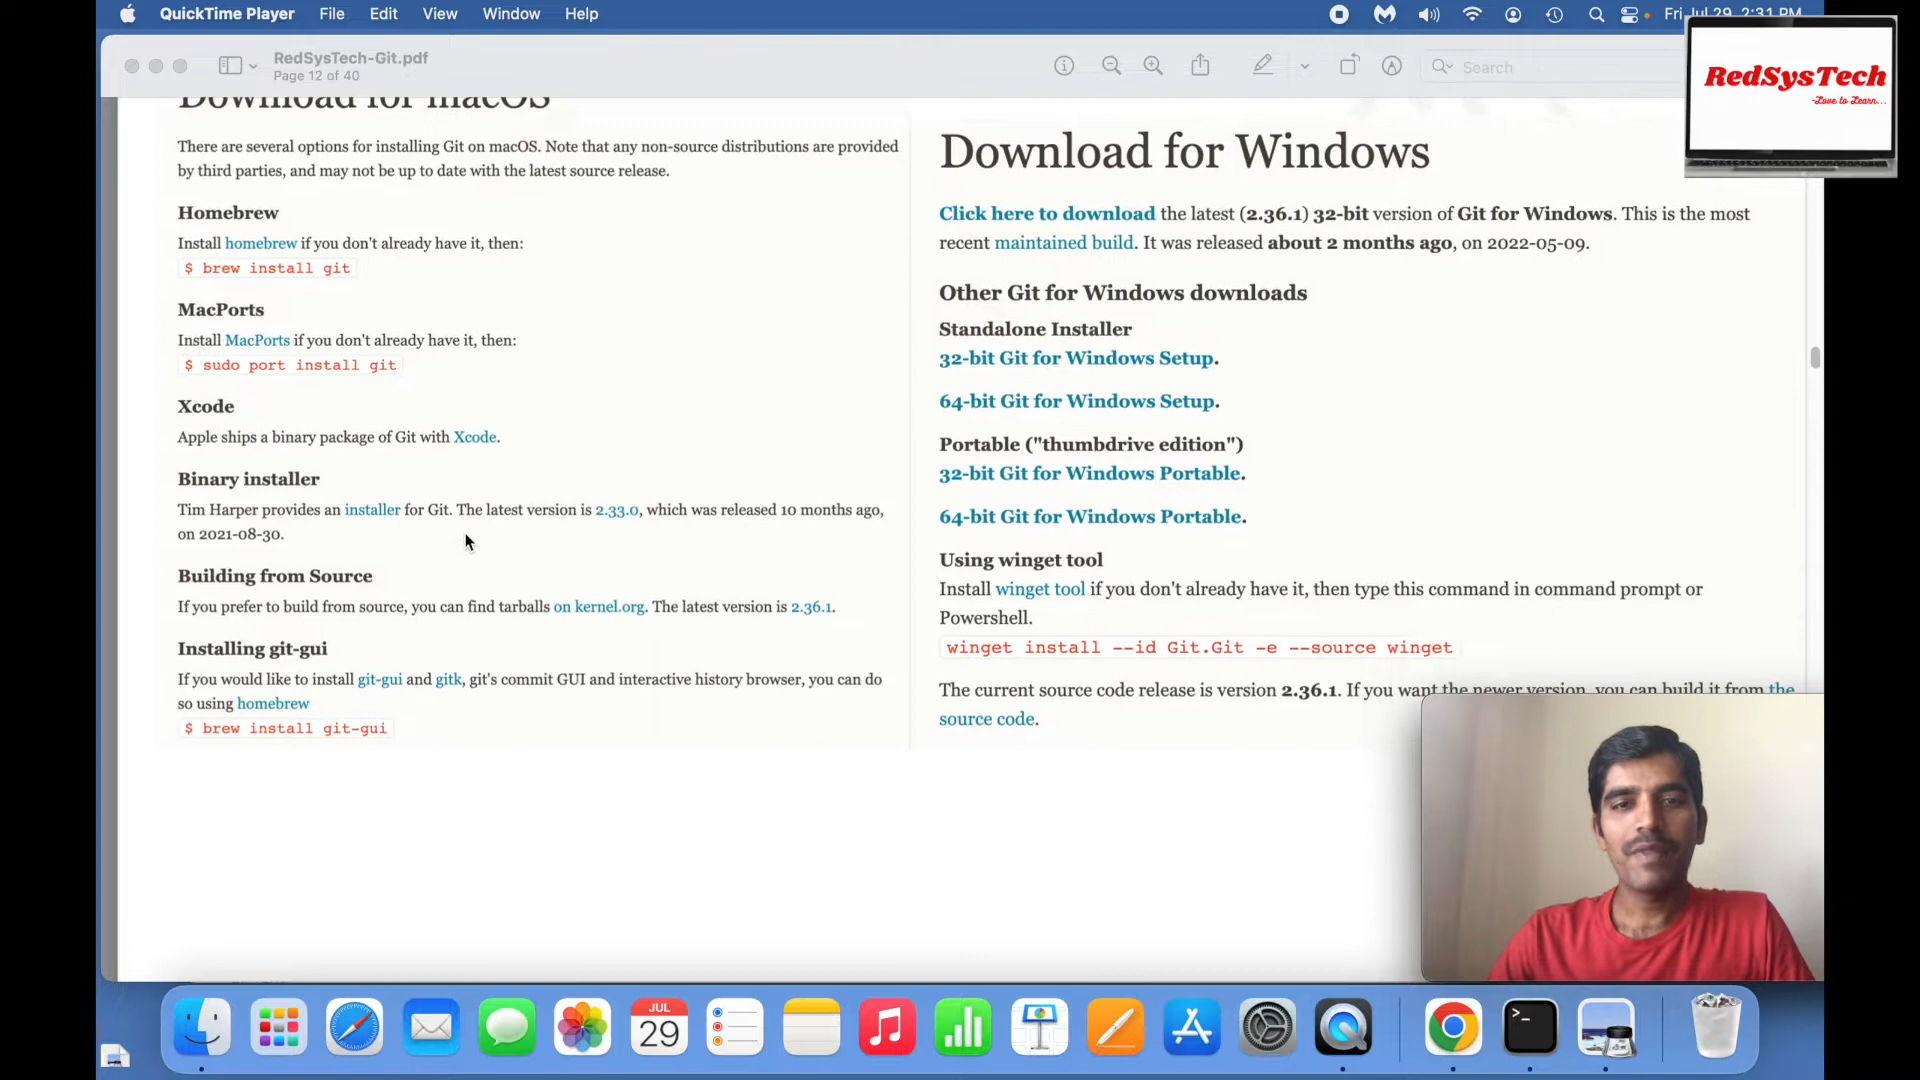 QuickTime Player File Edit View Window Help
Fri Jul 29 2:31 PM
RedSysTech-Git.pdf
Page 12 of 40
Search
RedSysTech
-Love to Learn...
Download for macOS
There are several options for installing Git on macOS. Note that any non-source distributions are provided
by third parties, and may not be up to date with the latest source release.
Homebrew
Install homebrew if you don't already have it, then:
$ brew install git
MacPorts
Install MacPorts if you don't already have it, then:
$ sudo port install git
Xcode
Apple ships a binary package of Git with Xcode.
Binary installer
Tim Harper provides an installer for Git. The latest version is 2.33.0, which was released 10 months ago,
on 2021-08-30.
Building from Source
If you prefer to build from source, you can find tarballs on kernel.org. The latest version is 2.36.1.
Installing git-gui
If you would like to install git-gui and gitk, git's commit GUI and interactive history browser, you can do
so using homebrew
$ brew install git-gui
Download for Windows
Click here to download the latest (2.36.1) 32-bit version of Git for Windows. This is the most
recent maintained build. It was released about 2 months ago, on 2022-05-09.
Other Git for Windows downloads
Standalone Installer
32-bit Git for Windows Setup.
64-bit Git for Windows Setup.
Portable ("thumbdrive edition")
32-bit Git for Windows Portable.
64-bit Git for Windows Portable.
Using winget tool
Install winget tool if you don't already have it, then type this command in command prompt or
Powershell.
winget install --id Git.Git -e --source winget
The current source code release is version 2.36.1. If you want the newer version, you can build it from the
source code.
JUL
29
>_